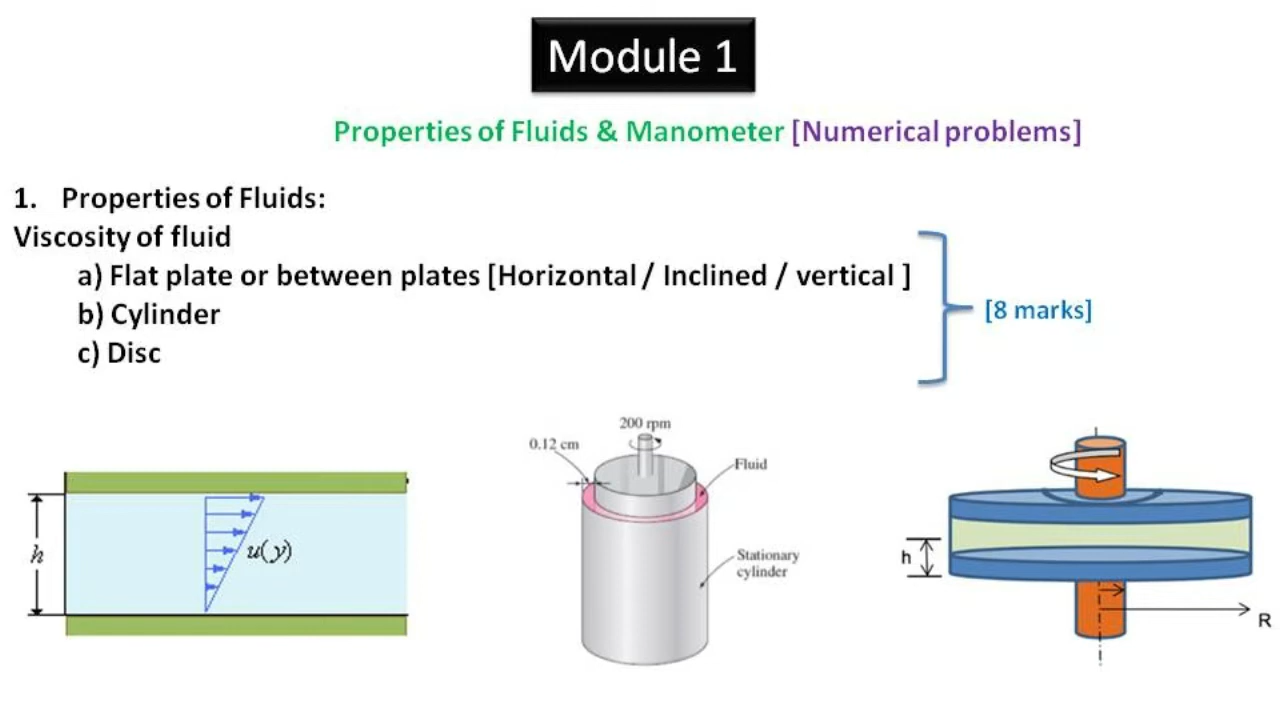 Module 1
Properties of Fluids & Manometer [Numerical problems]
1. Properties of Fluids:
Viscosity of fluid
a) Flat plate or between plates [Horizontal / Inclined / vertical ]
b) Cylinder
c) Disc
[8 marks]
200 rpm
0.12 cm
Fluid
Stationary
cylinder
h
u(y)
h
R